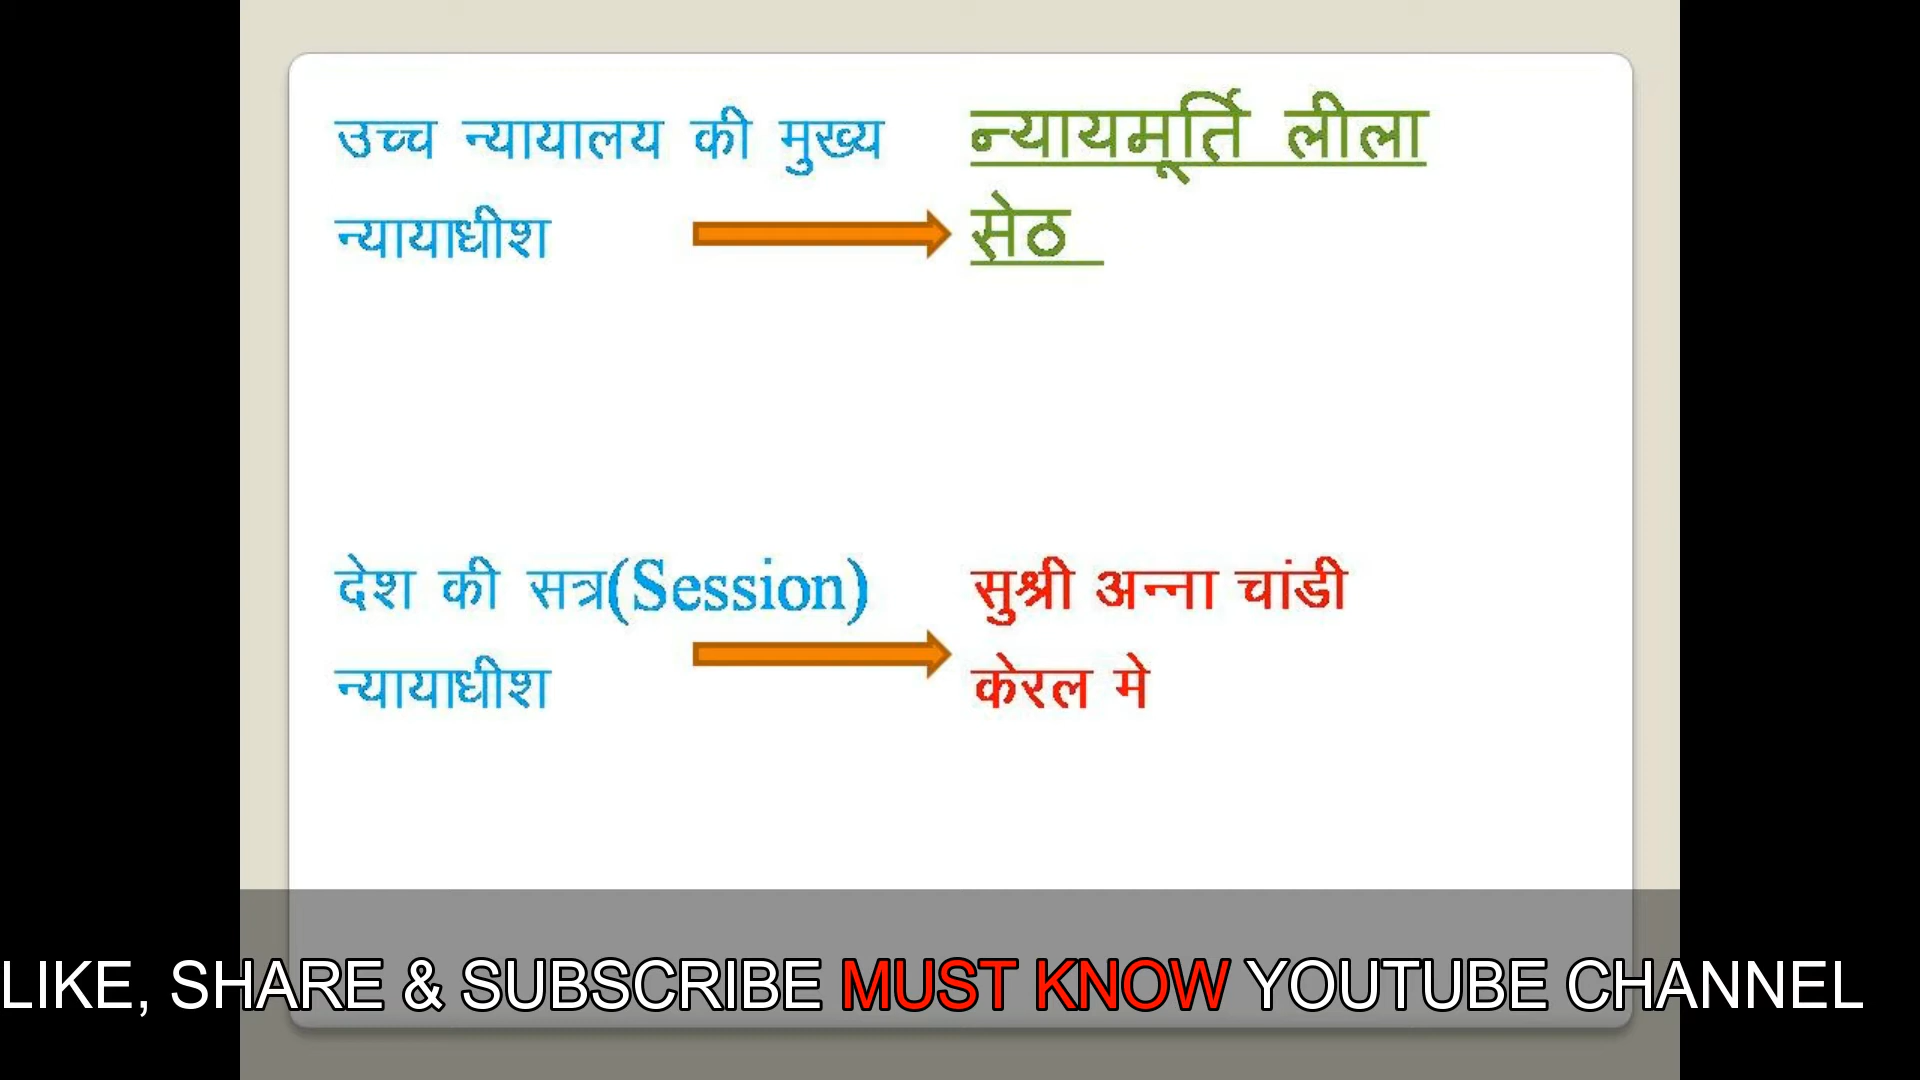 उच्च न्यायालय की मुख्य न्यायमूर्ति लीला
न्यायाधीश सेठ
देश की सत्र(Session) सुश्री अन्ना चांडी
न्यायाधीश केरल मे
LIKE, SHARE & SUBSCRIBE MUST KNOW YOUTUBE CHANNEL